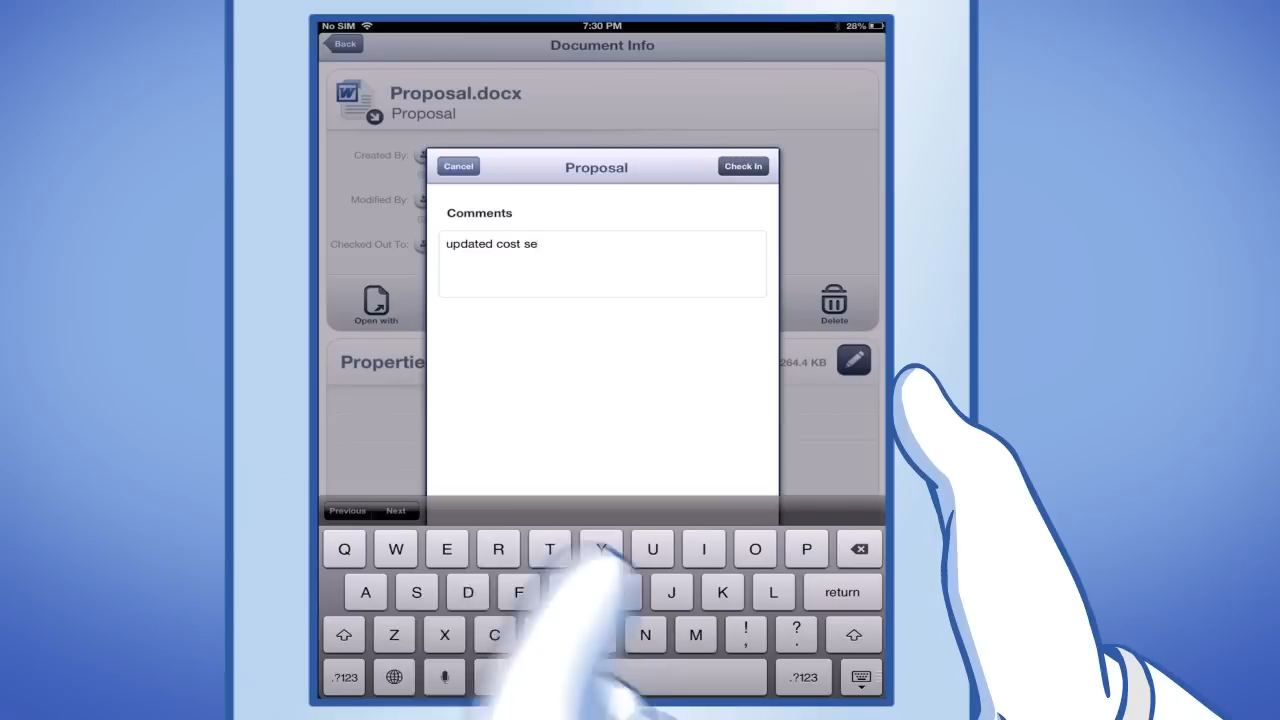 No SIM 7:30 PM 28%
Back Document Info
W Proposal.docx
Proposal
Created By:
Modified By:
Checked Out To:
Cancel Proposal Check In
Comments
updated cost se
Open with Delete
Propertie 264.4 KB
Previous Next
Q W E R T Y U I O P
A S D F J K L return
Z X C N M ! , ? .
.?123 .?123